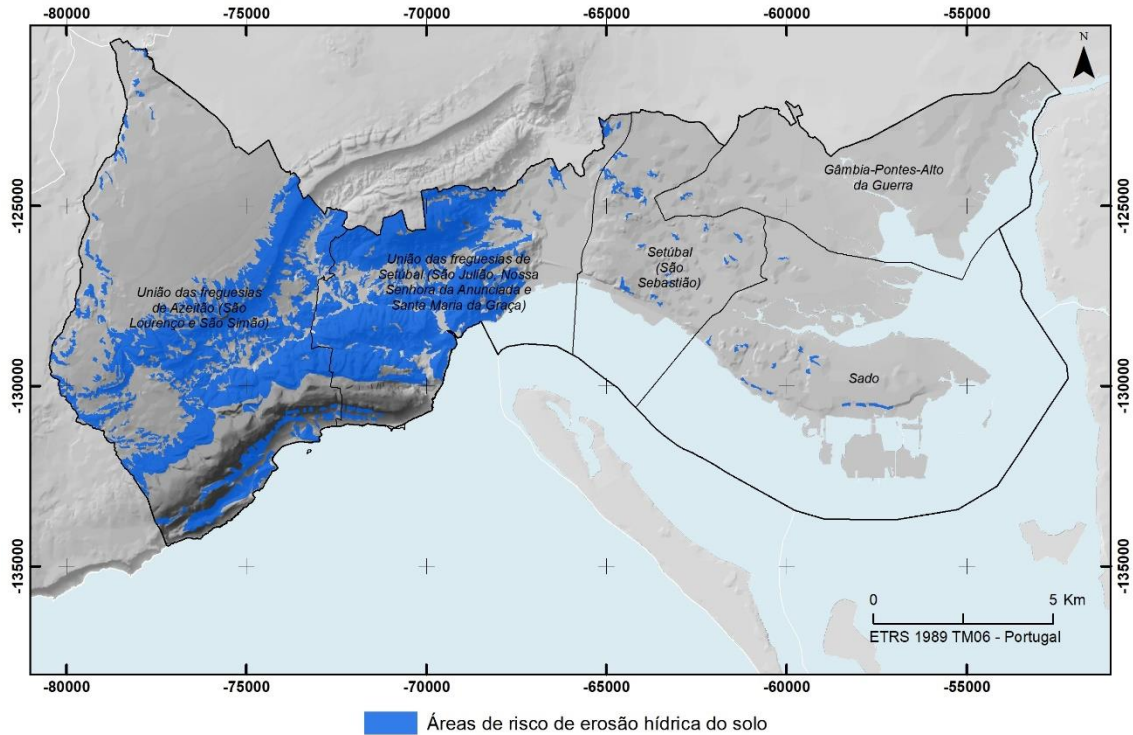 -80000 -75000 -70000 -65000 -60000 -55000
N
-125000 -125000
-130000 -130000
-135000 -135000
Gâmbia-Pontes-Alto
da Guerra
Setúbal
(São
Sebastião)
União das freguesias de
Setúbal (São Julião, Nossa
Senhora da Anunciada e
Santa Maria da Graça)
União das freguesias
de Azeitão (São
Lourenço e São Simão)
Sado
0 5 Km
ETRS 1989 TM06 - Portugal
-80000 -75000 -70000 -65000 -60000 -55000
Áreas de risco de erosão hídrica do solo